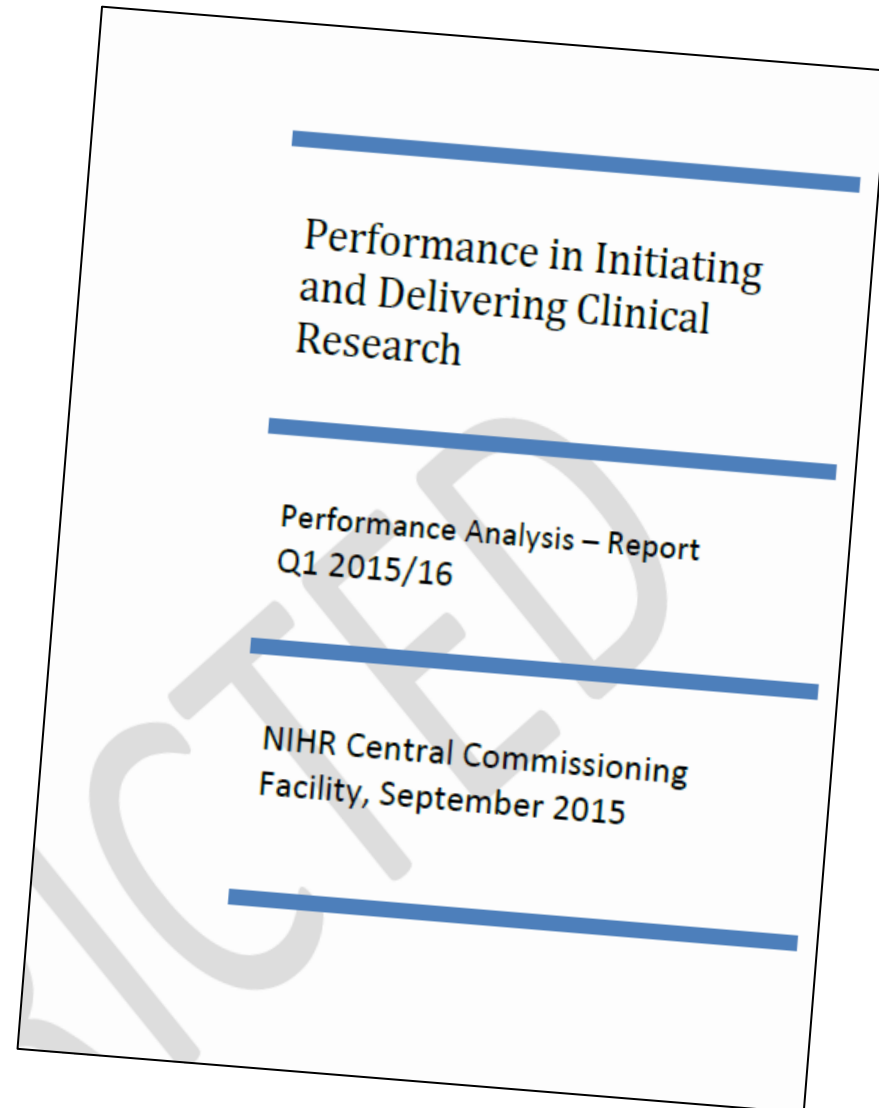 Performance in Initiating
and Delivering Clinical
Research
Performance Analysis – Report
Q1 2015/16
NIHR Central Commissioning
Facility, September 2015
ICTED